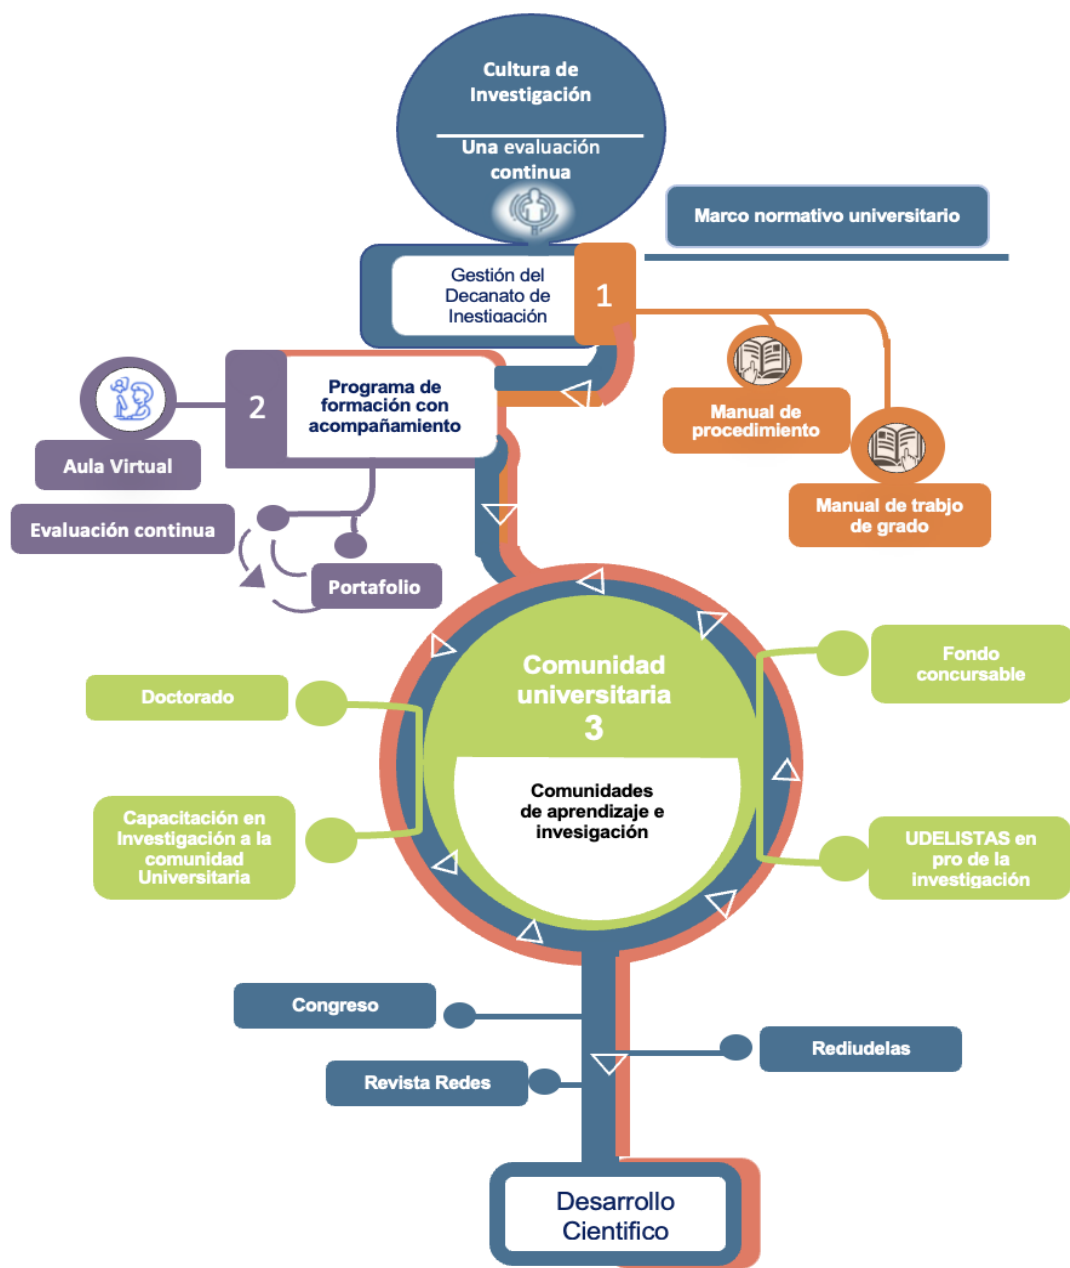 Cultura de
Investigación
Una evaluación
continua
Marco normativo universitario
Gestión del
Decanato de
Inestigación
1
2
Programa de
formación con
acompañamiento
Manual de
procedimiento
Aula Virtual
Manual de trabjo
de grado
Evaluación continua
Portafolio
Comunidad
universitaria
3
Fondo
concursable
Doctorado
Comunidades
de aprendizaje e
invesigación
Capacitación en
Investigación a la
comunidad
Universitaria
UDELISTAS en
pro de la
investigación
Congreso
Rediudelas
Revista Redes
Desarrollo
Cientifico